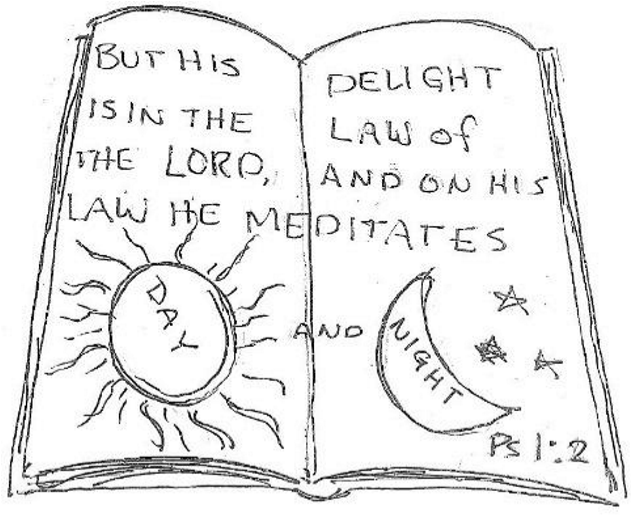 BUT HIS DELIGHT
IS IN THE LAW of
THE LORD, AND ON HIS
LAW HE MEDITATES
DAY AND NIGHT
Ps 1:2